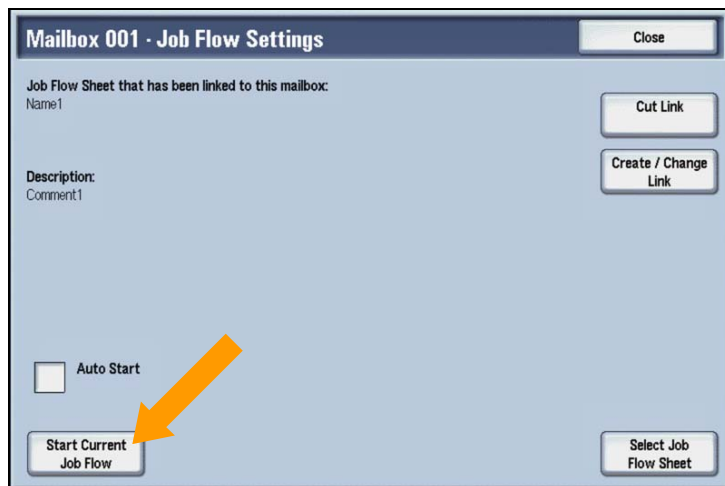 Mailbox 001 - Job Flow Settings
Close
Job Flow Sheet that has been linked to this mailbox:
Name1
Cut Link
Create / Change
Link
Description:
Comment1
Auto Start
Start Current
Job Flow
Select Job
Flow Sheet